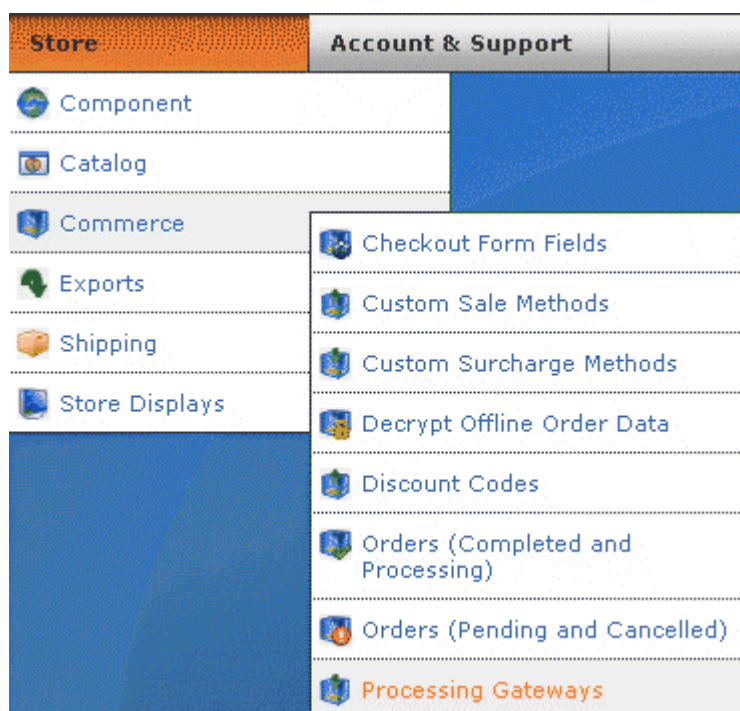 Store
Account & Support
Component
Catalog
Commerce
Exports
Shipping
Store Displays
Checkout Form Fields
Custom Sale Methods
Custom Surcharge Methods
Decrypt Offline Order Data
Discount Codes
Orders (Completed and
Processing)
Orders (Pending and Cancelled)
Processing Gateways